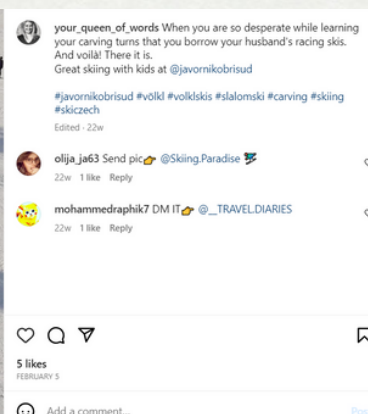 your_queen_of_words When you are so desperate while learning
your carving turns that you borrow your husband's racing skis.
And voilà! There it is.
Great skiing with kids at @javornikobrisud
#javornikobrisud #völkl #volklskis #slalomski #carving #skiing
#skiczech
Edited · 22w
olija_ja63 Send pic👉 @Skiing.Paradise
22w 1 like Reply
mohammedraphik7 DM IT👉 @__TRAVEL.DIARIES
22w 1 like Reply
5 likes
FEBRUARY 5
Add a comment...
Post